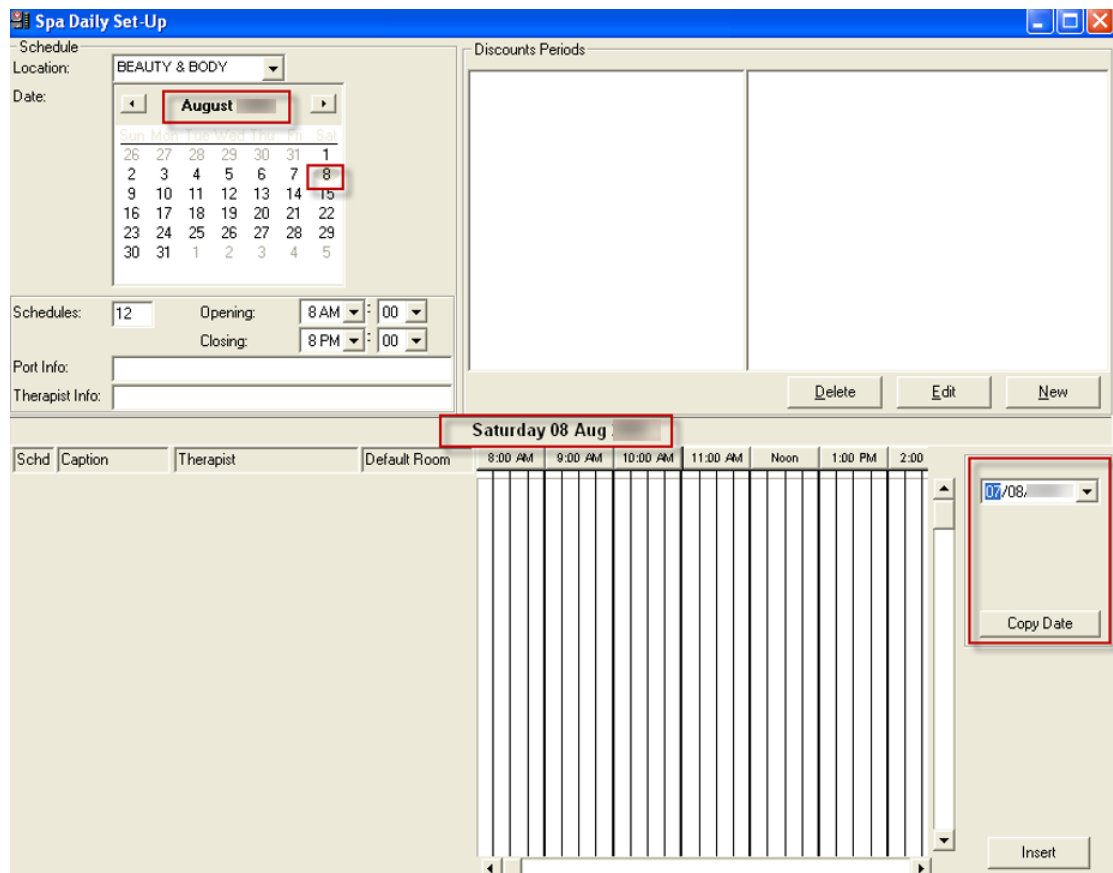 Spa Daily Set-Up
Schedule
Location: BEAUTY & BODY
Date:
August
Sun Mon Tue Wed Thu Fri Sat
26 27 28 29 30 31 1
2 3 4 5 6 7 8
9 10 11 12 13 14 15
16 17 18 19 20 21 22
23 24 25 26 27 28 29
30 31 1 2 3 4 5
Schedules: 12 Opening: 8 AM : 00
Closing: 8 PM : 00
Port Info:
Therapist Info:
Discounts Periods
Delete Edit New
Saturday 08 Aug
Schd Caption Therapist Default Room 8:00 AM 9:00 AM 10:00 AM 11:00 AM Noon 1:00 PM 2:00
07/08/
Copy Date
Insert